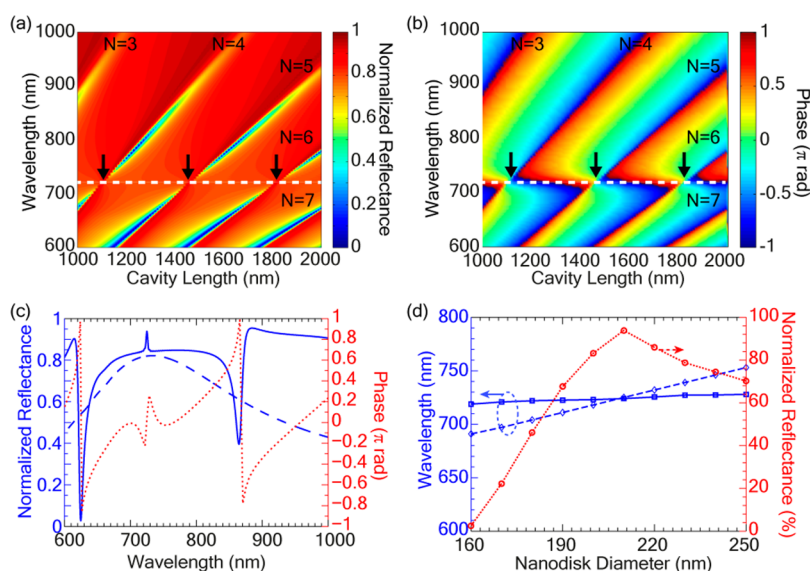 (a)
1000
900
800
700
600
Wavelength (nm)
N=3
N=4
N=5
N=6
N=7
1000 1200 1400 1600 1800 2000
Cavity Length (nm)
1
0.8
0.6
0.4
0.2
0
Normalized Reflectance
(b)
1000
900
800
700
600
Wavelength (nm)
N=3
N=4
N=5
N=6
N=7
1000 1200 1400 1600 1800 2000
Cavity Length (nm)
1
0.5
0
-0.5
-1
Phase (π rad)
(c)
1
0.8
0.6
0.4
0.2
0
Normalized Reflectance
600 700 800 900 1000
Wavelength (nm)
1
0.8
0.6
0.4
0.2
0
−0.2
−0.4
−0.6
−0.8
−1
Phase (π rad)
(d)
800
750
700
650
600
Wavelength (nm)
160 190 220 250
Nanodisk Diameter (nm)
100
80
60
40
20
0
Normalized Reflectance (%)